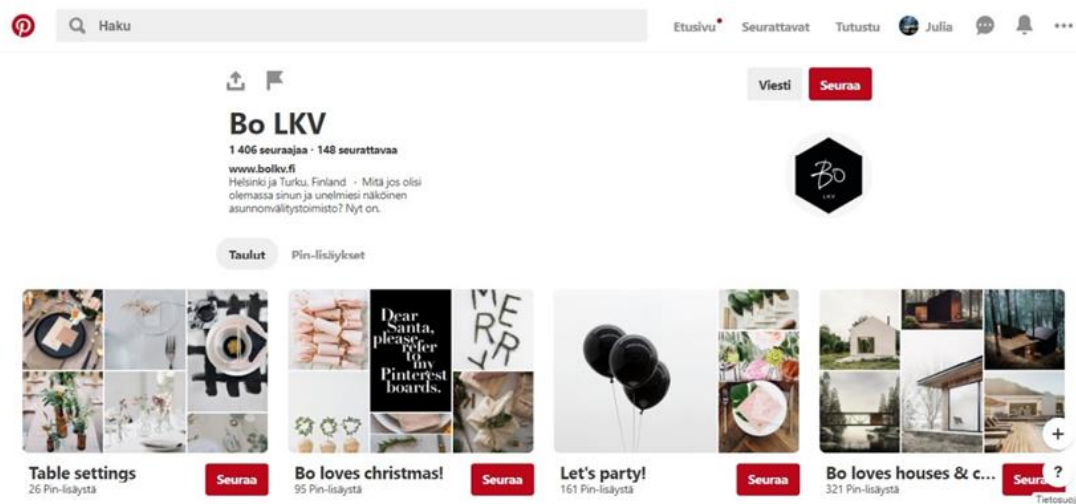 Haku
Etusivu Seurattavat Tutustu Julia
Viesti Seuraa
Bo LKV
1 406 seuraajaa · 148 seurattavaa
www.bolkv.fi
Helsinki ja Turku, Finland · Mitä jos olisi
olemassa sinun ja unelmiesi näköinen
asunnonvälitystoimisto? Nyt on.
BO
LKV
Taulut Pin-lisäykset
Dear
Santa,
please refer
to
my
Pinterest
boards.
MERRY
Table settings
26 Pin-lisäystä
Seuraa
Bo loves christmas!
95 Pin-lisäystä
Seuraa
Let's party!
161 Pin-lisäystä
Seuraa
Bo loves houses & c...
321 Pin-lisäystä
Seura
+
?
Tietosuoj